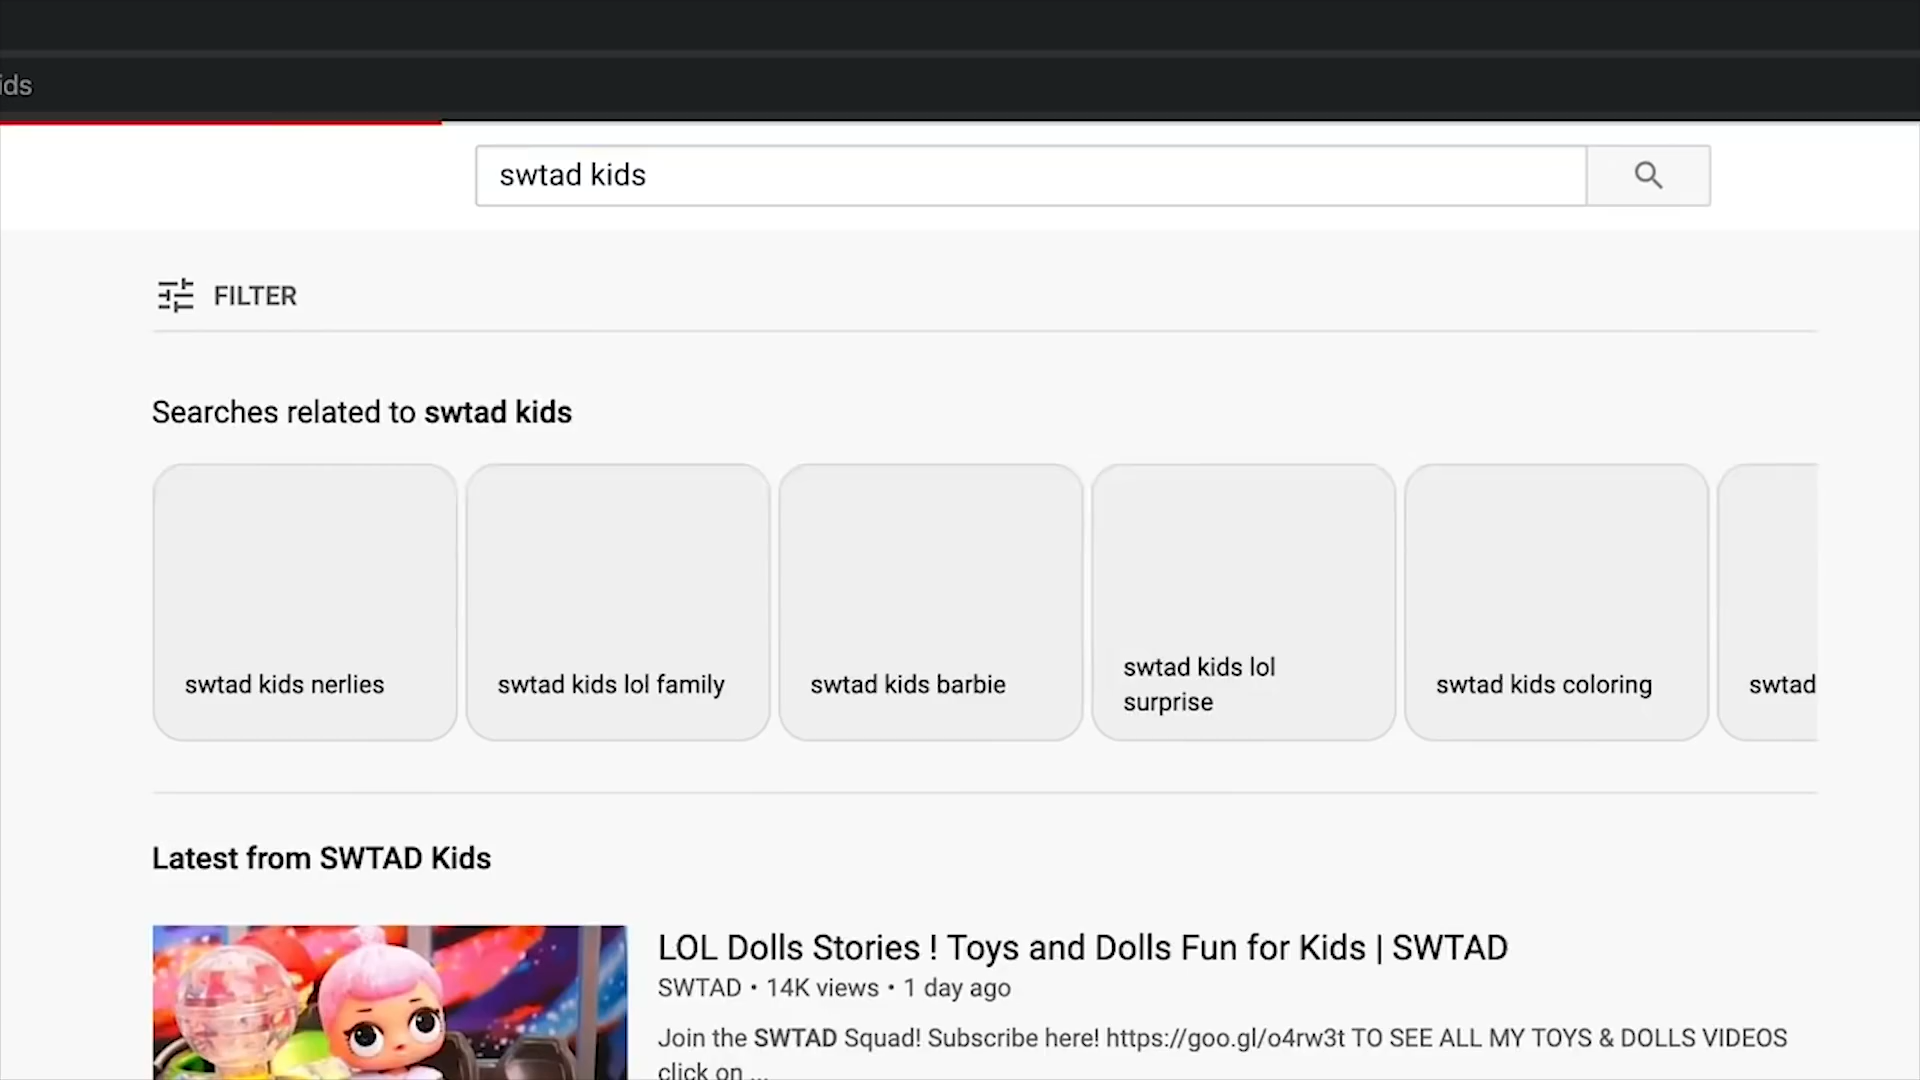 ids
swtad kids
FILTER
Searches related to swtad kids
swtad kids nerlies
swtad kids lol family
swtad kids barbie
swtad kids lol
surprise
swtad kids coloring
swtad
Latest from SWTAD Kids
LOL Dolls Stories ! Toys and Dolls Fun for Kids | SWTAD
SWTAD • 14K views • 1 day ago
Join the SWTAD Squad! Subscribe here! https://goo.gl/o4rw3t TO SEE ALL MY TOYS & DOLLS VIDEOS
click on ...